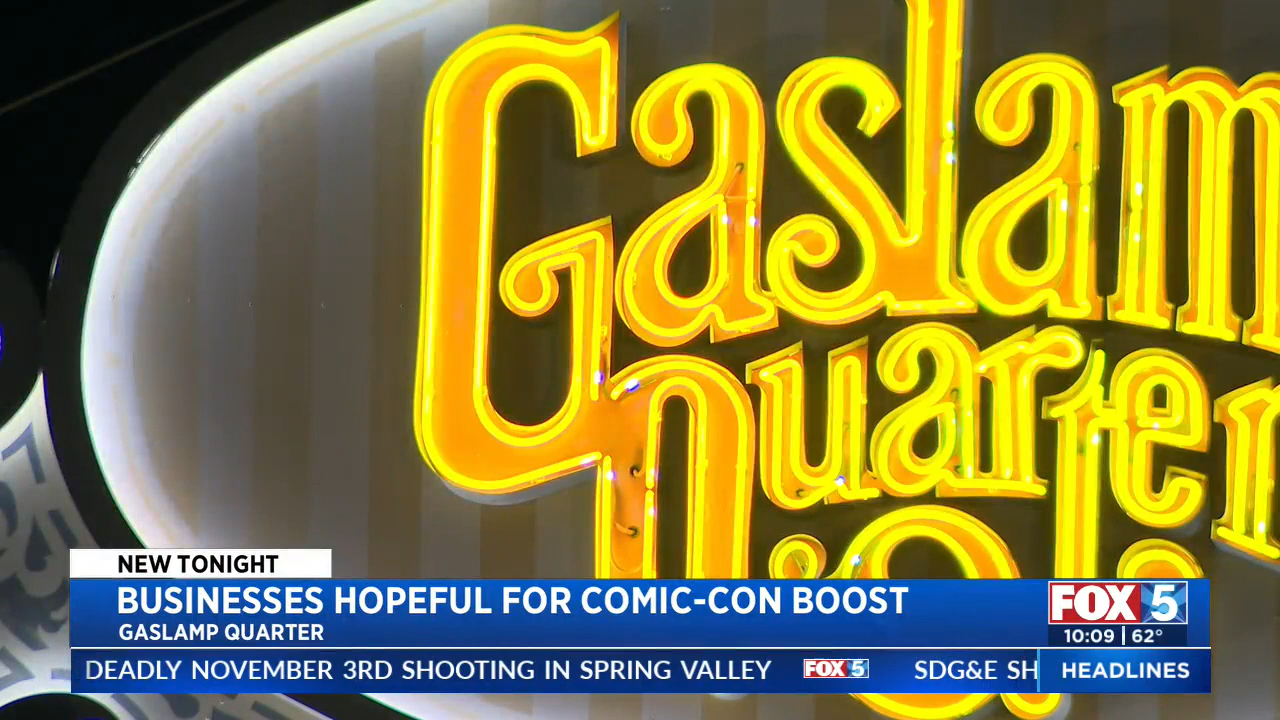 Gaslam
Quarter
NEW TONIGHT
BUSINESSES HOPEFUL FOR COMIC-CON BOOST
GASLAMP QUARTER
FOX 5
10:09 | 62°
DEADLY NOVEMBER 3RD SHOOTING IN SPRING VALLEY FOX 5 SDG&E SH
HEADLINES